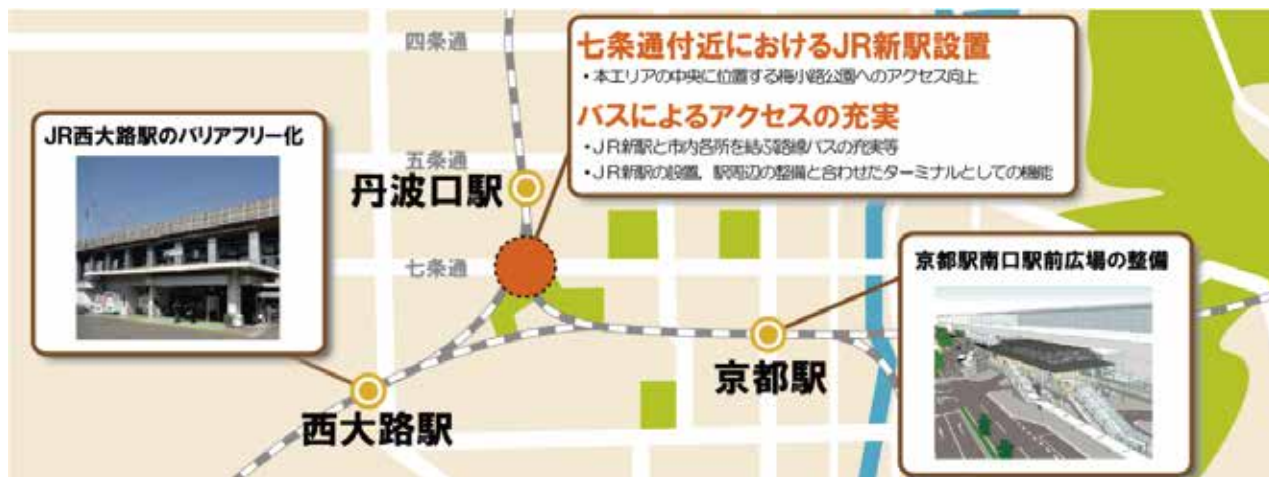 四条通
七条通付近におけるJR新駅設置
・本エリアの中央に位置する梅小路公園へのアクセス向上
バスによるアクセスの充実
・JR新駅と市内各所を結ぶ路線バスの充実等
・JR新駅の設置、駅周辺の整備と合わせたターミナルとしての機能
JR西大路駅のバリアフリー化
五条通
丹波口駅
七条通
京都駅南口駅前広場の整備
京都駅
西大路駅